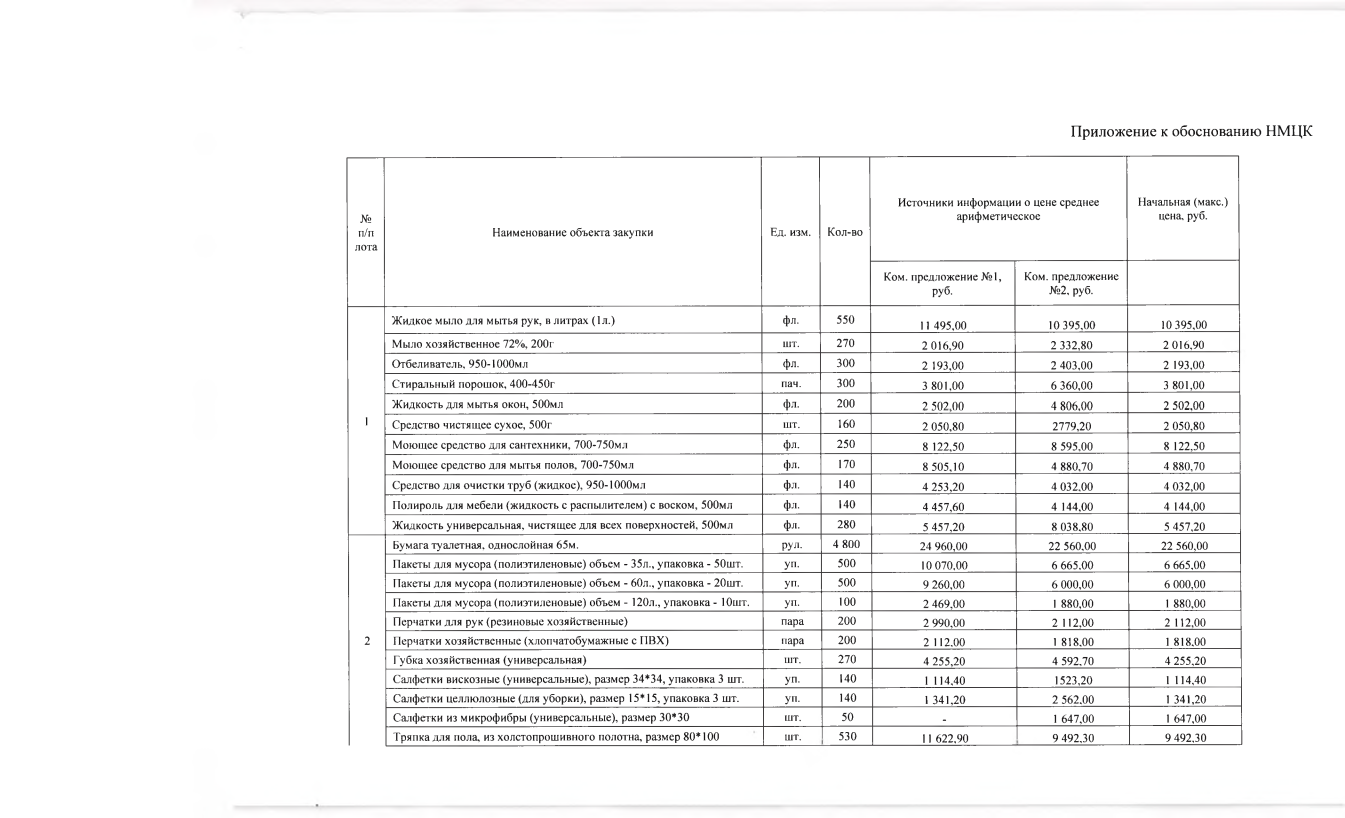 Приложение к обоснованию НМЦК
№
п/п
лота
Наименование объекта закупки
Ед. изм.
Кол-во
Источники информации о цене среднее
арифметическое
Начальная (макс.)
цена, руб.
Ком. предложение №1,
руб.
Ком. предложение
№2, руб.
1
Жидкое мыло для мытья рук, в литрах (1л.) фл. 550 11 495,00 10 395,00 10 395,00
Мыло хозяйственное 72%, 200г шт. 270 2 016,90 2 332,80 2 016,90
Отбеливатель, 950-1000мл фл. 300 2 193,00 2 403,00 2 193,00
Стиральный порошок, 400-450г пач. 300 3 801,00 6 360,00 3 801,00
Жидкость для мытья окон, 500мл фл. 200 2 502,00 4 806,00 2 502,00
Средство чистящее сухое, 500г шт. 160 2 050,80 2779,20 2 050,80
Моющее средство для сантехники, 700-750мл фл. 250 8 122,50 8 595,00 8 122,50
Моющее средство для мытья полов, 700-750мл фл. 170 8 505,10 4 880,70 4 880,70
Средство для очистки труб (жидкое), 950-1000мл фл. 140 4 253,20 4 032,00 4 032,00
Полироль для мебели (жидкость с распылителем) с воском, 500мл фл. 140 4 457,60 4 144,00 4 144,00
Жидкость универсальная, чистящее для всех поверхностей, 500мл фл. 280 5 457,20 8 038,80 5 457,20
2
Бумага туалетная, однослойная 65м. рул. 4 800 24 960,00 22 560,00 22 560,00
Пакеты для мусора (полиэтиленовые) объем - 35л., упаковка - 50шт. уп. 500 10 070,00 6 665,00 6 665,00
Пакеты для мусора (полиэтиленовые) объем - 60л., упаковка - 20шт. уп. 500 9 260,00 6 000,00 6 000,00
Пакеты для мусора (полиэтиленовые) объем - 120л., упаковка - 10шт. уп. 100 2 469,00 1 880,00 1 880,00
Перчатки для рук (резиновые хозяйственные) пара 200 2 990,00 2 112,00 2 112,00
Перчатки хозяйственные (хлопчатобумажные с ПВХ) пара 200 2 112,00 1 818,00 1 818,00
Губка хозяйственная (универсальная) шт. 270 4 255,20 4 592,70 4 255,20
Салфетки вискозные (универсальные), размер 34*34, упаковка 3 шт. уп. 140 1 114,40 1523,20 1 114,40
Салфетки целлюлозные (для уборки), размер 15*15, упаковка 3 шт. уп. 140 1 341,20 2 562,00 1 341,20
Салфетки из микрофибры (универсальные), размер 30*30 шт. 50 - 1 647,00 1 647,00
Тряпка для пола, из холстопрошивного полотна, размер 80*100 шт. 530 11 622,90 9 492,30 9 492,30